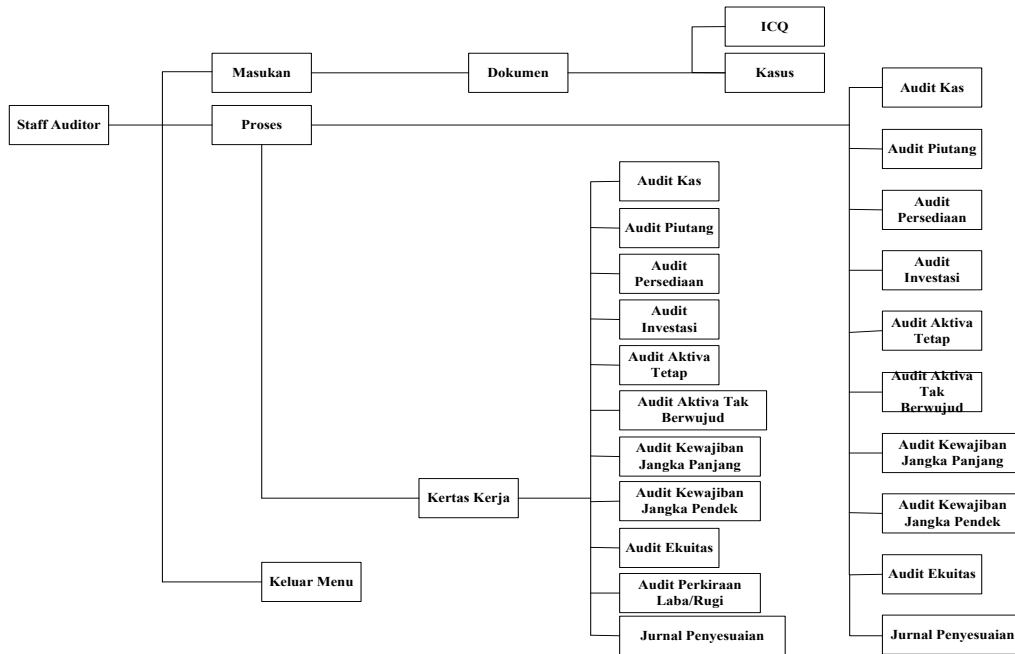 ICQ
Masukan
Dokumen
Kasus
Staff Auditor
Proses
Audit Kas
Audit Piutang
Audit
Persediaan
Audit
Investasi
Audit Aktiva
Tetap
Audit Aktiva Tak
Berwujud
Audit Kewajiban
Jangka Panjang
Kertas Kerja
Audit Kewajiban
Jangka Pendek
Audit Ekuitas
Audit Perkiraan
Laba/Rugi
Jurnal Penyesuaian
Keluar Menu
Audit Kas
Audit Piutang
Audit
Persediaan
Audit
Investasi
Audit Aktiva
Tetap
Audit Aktiva
Tak
Berwujud
Audit Kewajiban
Jangka Panjang
Audit Kewajiban
Jangka Pendek
Audit Ekuitas
Jurnal Penyesuaian